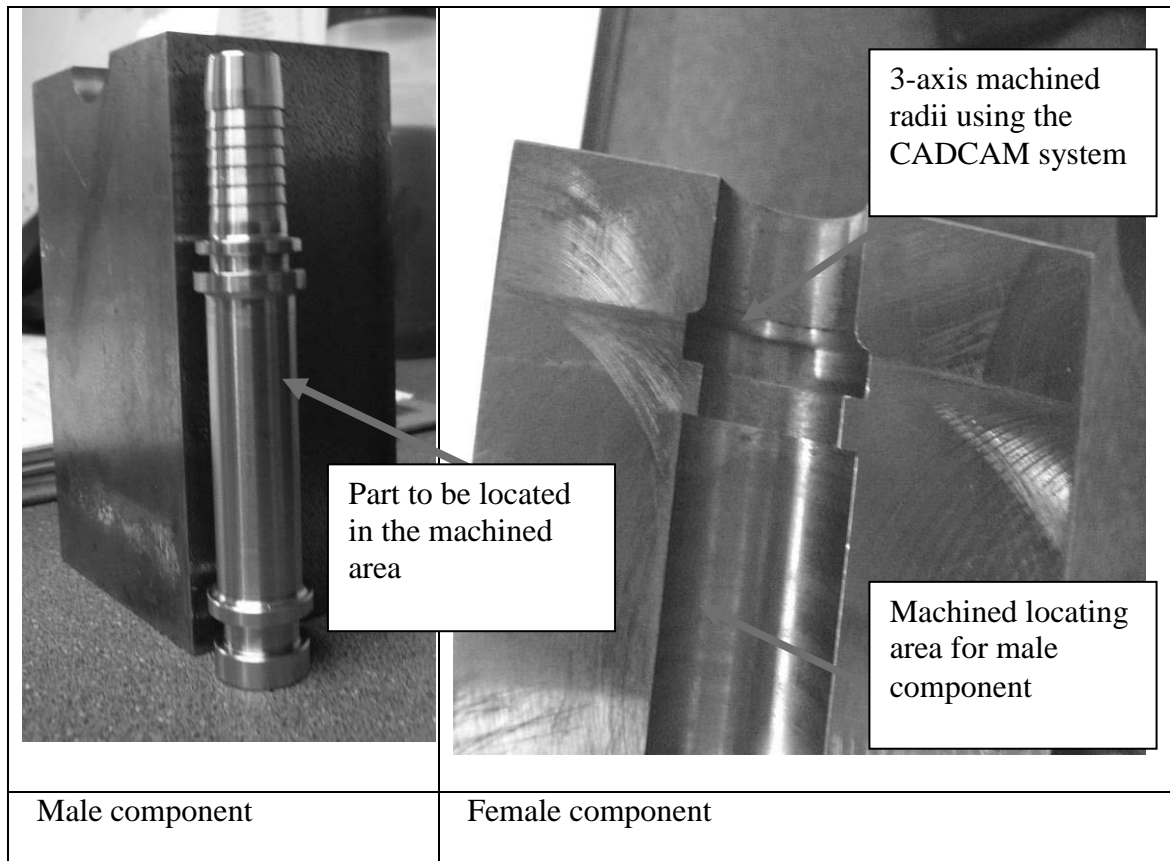 3-axis machined
radii using the
CADCAM system
Part to be located
in the machined
area
Machined locating
area for male
component
Male component
Female component